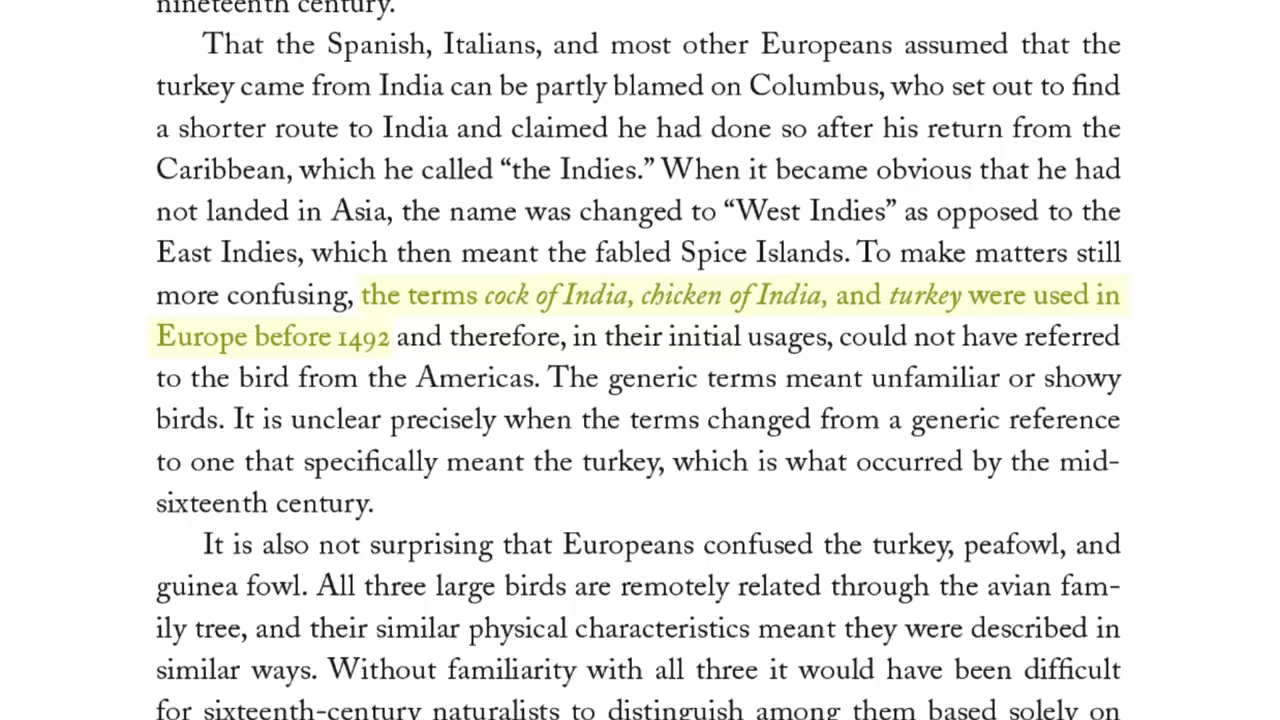 nineteenth century.
That the Spanish, Italians, and most other Europeans assumed that the
turkey came from India can be partly blamed on Columbus, who set out to find
a shorter route to India and claimed he had done so after his return from the
Caribbean, which he called “the Indies.” When it became obvious that he had
not landed in Asia, the name was changed to “West Indies” as opposed to the
East Indies, which then meant the fabled Spice Islands. To make matters still
more confusing, the terms cock of India, chicken of India, and turkey were used in
Europe before 1492 and therefore, in their initial usages, could not have referred
to the bird from the Americas. The generic terms meant unfamiliar or showy
birds. It is unclear precisely when the terms changed from a generic reference
to one that specifically meant the turkey, which is what occurred by the mid-
sixteenth century.
It is also not surprising that Europeans confused the turkey, peafowl, and
guinea fowl. All three large birds are remotely related through the avian fam-
ily tree, and their similar physical characteristics meant they were described in
similar ways. Without familiarity with all three it would have been difficult
for sixteenth-century naturalists to distinguish among them based solely on